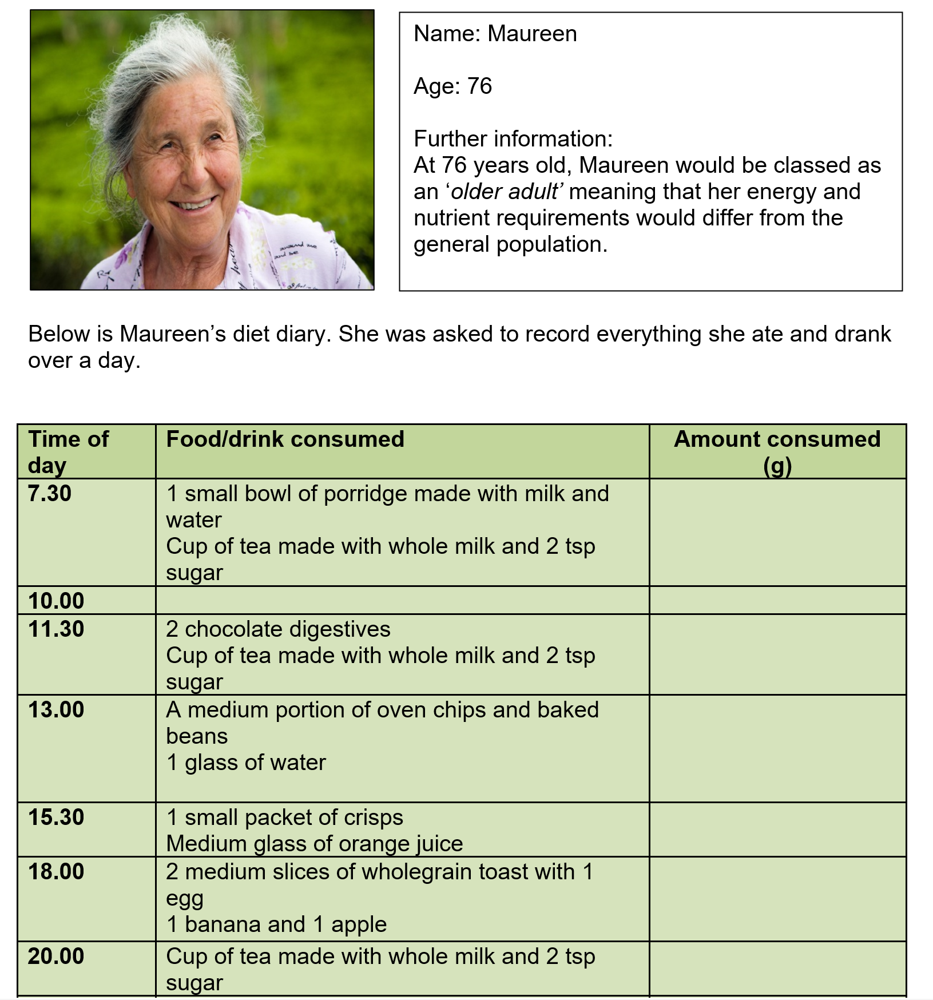 Name: Maureen
Age: 76
Further information:
At 76 years old, Maureen would be classed as
an ‘older adult’ meaning that her energy and
nutrient requirements would differ from the
general population.
Below is Maureen’s diet diary. She was asked to record everything she ate and drank
over a day.
Time of
day
Food/drink consumed
Amount consumed
(g)
7.30
1 small bowl of porridge made with milk and
water
Cup of tea made with whole milk and 2 tsp
sugar
10.00
11.30
2 chocolate digestives
Cup of tea made with whole milk and 2 tsp
sugar
13.00
A medium portion of oven chips and baked
beans
1 glass of water
15.30
1 small packet of crisps
Medium glass of orange juice
18.00
2 medium slices of wholegrain toast with 1
egg
1 banana and 1 apple
20.00
Cup of tea made with whole milk and 2 tsp
sugar